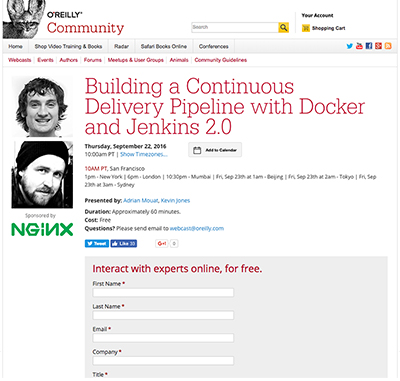 O'REILLY®
Community
Search
Your Account
Shopping Cart
Home Shop Video Training & Books Radar Safari Books Online Conferences
Webcasts Events Authors Forums Meetups & User Groups Animals Community Guidelines
Building a Continuous
Delivery Pipeline with Docker
and Jenkins 2.0
Thursday, September 22, 2016
10:00am PT | Show Timezones...
Add to Calendar
10AM PT, San Francisco
1pm - New York | 6pm - London | 10:30pm - Mumbai | Fri, Sep 23th at 1am - Beijing | Fri, Sep 23th at 2am - Tokyo | Fri, Sep
23th at 3am - Sydney
Presented by: Adrian Mouat, Kevin Jones
Duration: Approximately 60 minutes.
Cost: Free
Questions? Please send email to webcast@oreilly.com
Sponsored by
NGINX
Tweet Like 33 G+1 0
Interact with experts online, for free.
First Name *
Last Name *
Email *
Company *
Title *